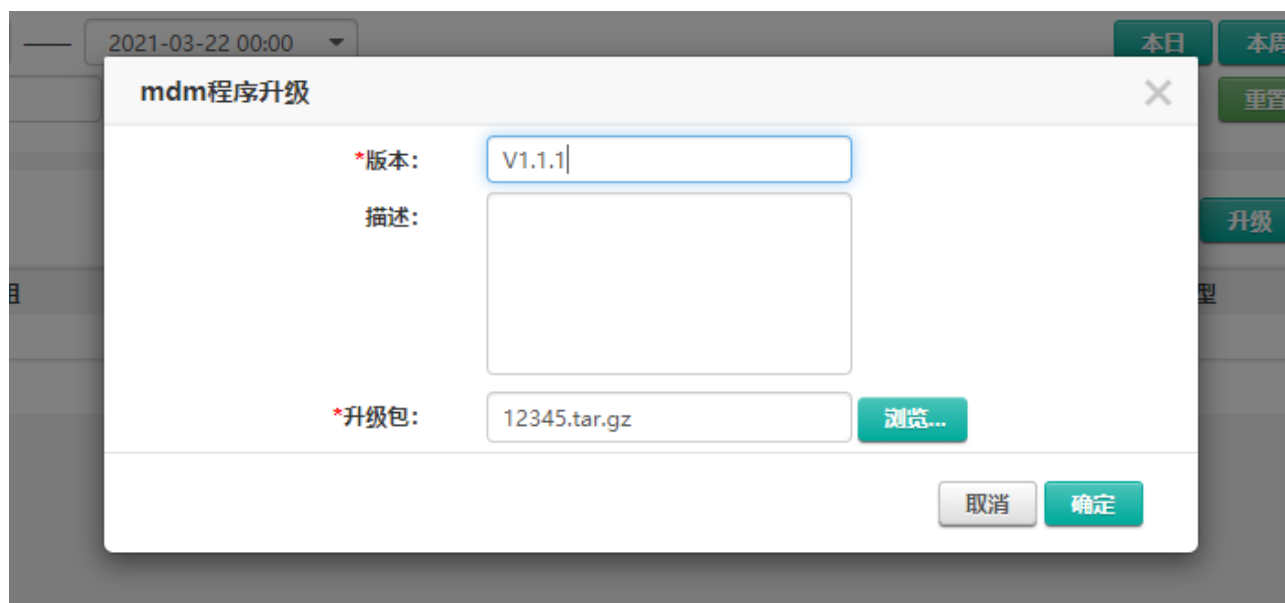 —— 2021-03-22 00:00 本日 本周
mdm程序升级
重置
*版本: V1.1.1
描述:
升级
组 型
*升级包: 12345.tar.gz 浏览...
取消 确定